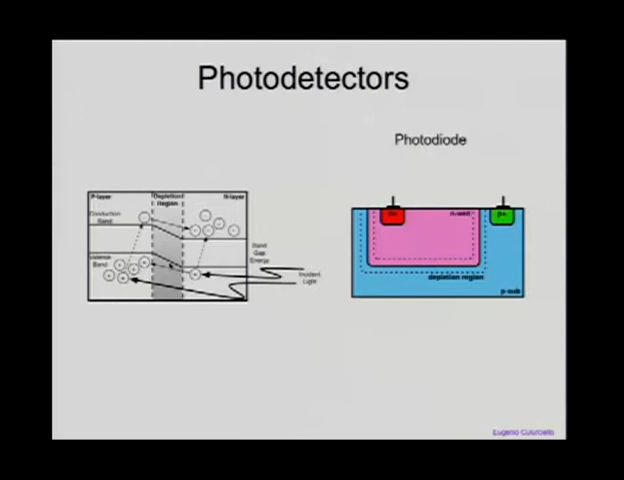 Photodetectors
Photodiode
P-layer
Depletion
Region
N-layer
Conduction
Band
Valence
Band
Band
Gap
Energy
Incident
Light
n+
n-well
p+
depletion region
p-sub
Eugenio Culurciello